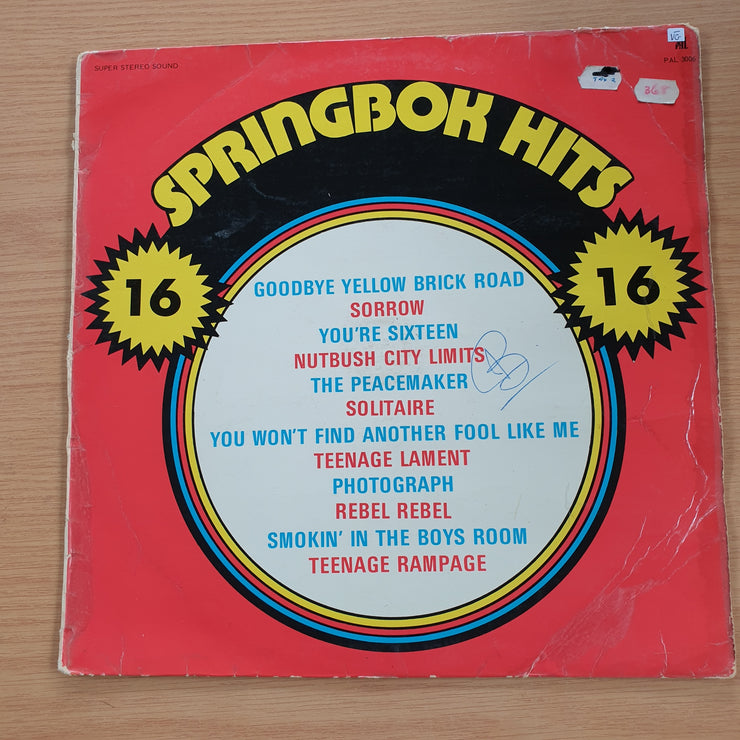 SUPER STEREO SOUND
PAL 3006
368
SPRINGBOK HITS
16
16
GOODBYE YELLOW BRICK ROAD
SORROW
YOU'RE SIXTEEN
NUTBUSH CITY LIMITS
THE PEACEMAKER
SOLITAIRE
YOU WON'T FIND ANOTHER FOOL LIKE ME
TEENAGE LAMENT
PHOTOGRAPH
REBEL REBEL
SMOKIN' IN THE BOYS ROOM
TEENAGE RAMPAGE